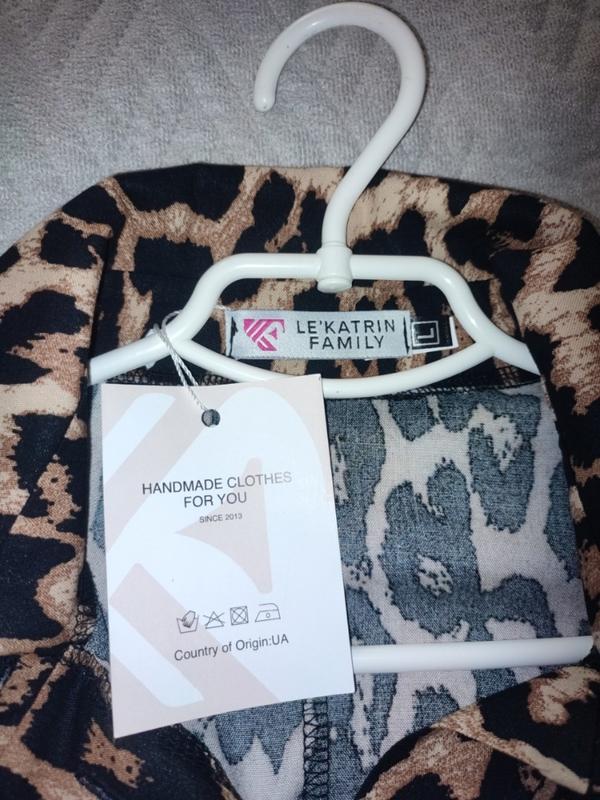 LE'KATRIN
FAMILY
L
HANDMADE CLOTHES
FOR YOU
SINCE 2013
Country of Origin:UA